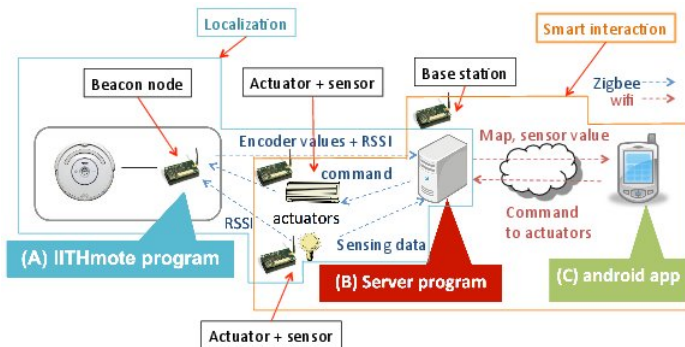 Localization
Smart interaction
Beacon node
Actuator + sensor
Base station
Zigbee
wifi
Encoder values + RSSI
Map, sensor value
command
actuators
RSSI
Command
to actuators
Sensing data
(A) IITHmote program
(B) Server program
(C) android app
Actuator + sensor